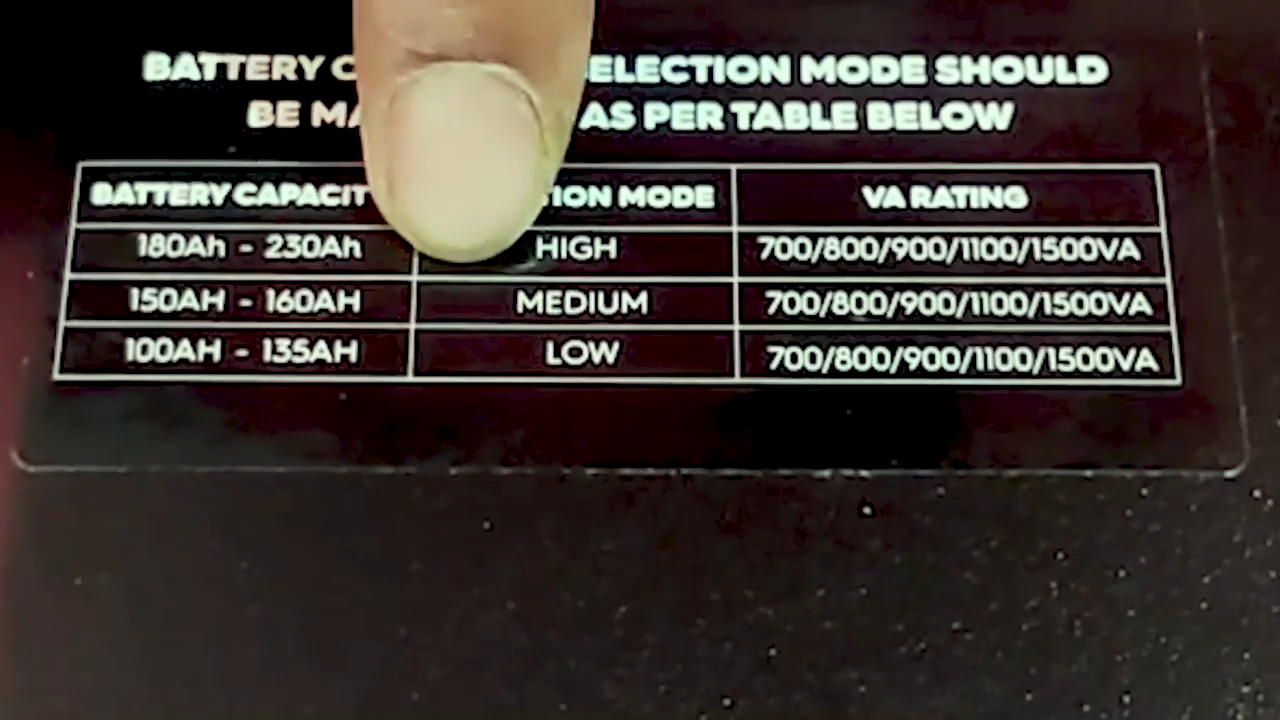 BATTERY C ELECTION MODE SHOULD
BE MA AS PER TABLE BELOW
BATTERY CAPACIT TION MODE VA RATING
180Ah - 230Ah HIGH 700/800/900/1100/1500VA
150AH - 160AH MEDIUM 700/800/900/1100/1500VA
100AH - 135AH LOW 700/800/900/1100/1500VA